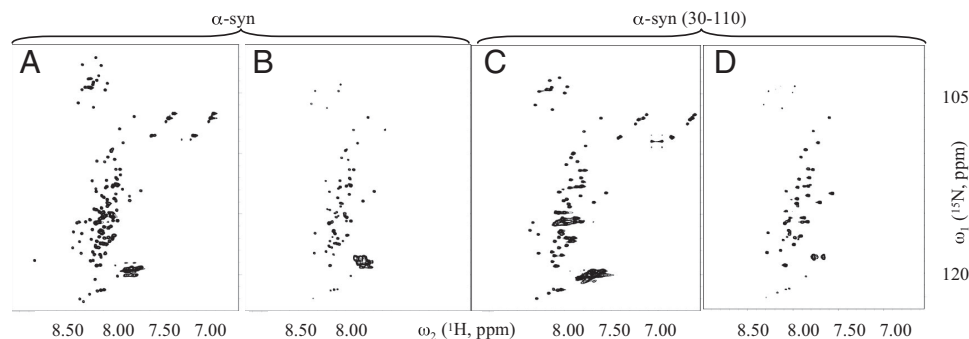 α-syn
α-syn (30-110)
A
B
C
D
105
120
ω1 (15N, ppm)
8.50 8.00 7.50 7.00
8.50 8.00
ω2 (1H, ppm)
8.00 7.50 7.00
8.50 8.00 7.50 7.00